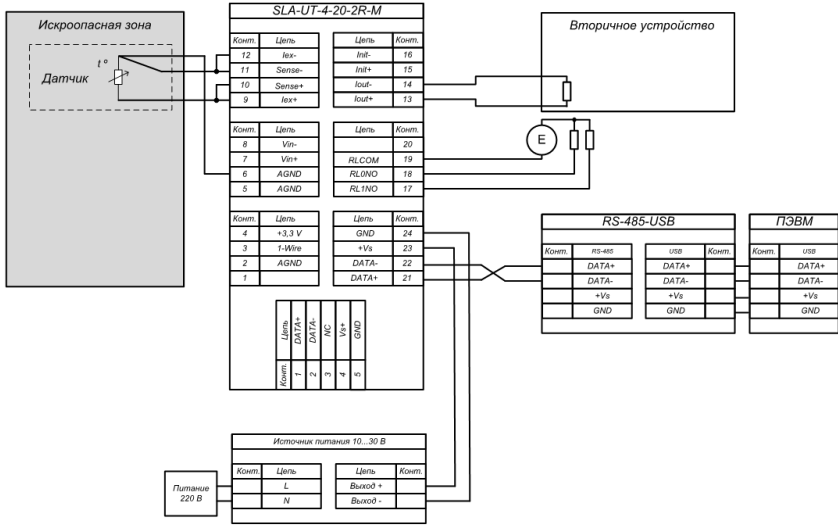 SLA-UT-4-20-2R-M
Искроопасная зона
Датчик
t º
Конт. Цепь
12 Iex-
11 Sense-
10 Sense+
9 Iex+
Цепь Конт.
Init- 16
Init+ 15
Iout- 14
Iout+ 13
Вторичное устройство
Конт. Цепь
8 Vin-
7 Vin+
6 AGND
5 AGND
Цепь Конт.
20
RLCOM 19
RL0NO 18
RL1NO 17
E
Конт. Цепь
4 +3,3 V
3 1-Wire
2 AGND
1
Цепь Конт.
GND 24
+Vs 23
DATA- 22
DATA+ 21
RS-485-USB
Конт. RS-485
DATA+
DATA-
+Vs
GND
USB Конт.
DATA+
DATA-
+Vs
GND
ПЭВМ
Конт. USB
DATA+
DATA-
+Vs
GND
Конт. Цепь
1 DATA+
2 DATA-
3 NC
4 Vs+
5 GND
Источник питания 10...30 В
Конт. Цепь
L
N
Цепь Конт.
Выход +
Выход -
Питание
220 В